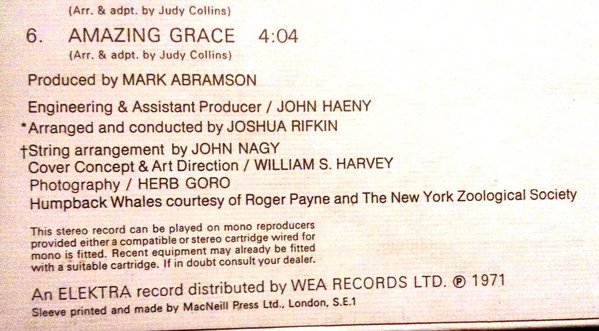 (Arr. & adpt. by Judy Collins)
6. AMAZING GRACE 4:04
(Arr. & adpt. by Judy Collins)
Produced by MARK ABRAMSON
Engineering & Assistant Producer / JOHN HAENY
*Arranged and conducted by JOSHUA RIFKIN
†String arrangement by JOHN NAGY
Cover Concept & Art Direction / WILLIAM S. HARVEY
Photography / HERB GORO
Humpback Whales courtesy of Roger Payne and The New York Zoological Society
This stereo record can be played on mono reproducers
provided either a compatible or stereo cartridge wired for
mono is fitted. Recent equipment may already be fitted
with a suitable cartridge. If in doubt consult your dealer.
An ELEKTRA record distributed by WEA RECORDS LTD. ℗ 1971
Sleeve printed and made by MacNeill Press Ltd., London, S.E.1